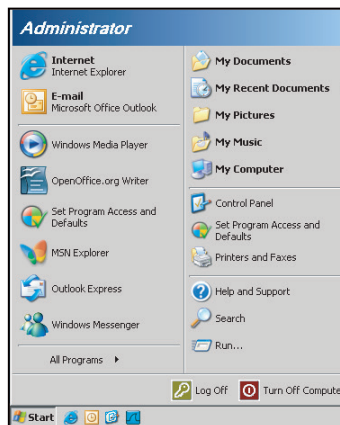 Administrator
Internet
Internet Explorer
E-mail
Microsoft Office Outlook
Windows Media Player
OpenOffice.org Writer
Set Program Access and
Defaults
MSN Explorer
Outlook Express
Windows Messenger
All Programs
My Documents
My Recent Documents
My Pictures
My Music
My Computer
Control Panel
Set Program Access and
Defaults
Printers and Faxes
Help and Support
Search
Run...
Log Off
Turn Off Compute
Start